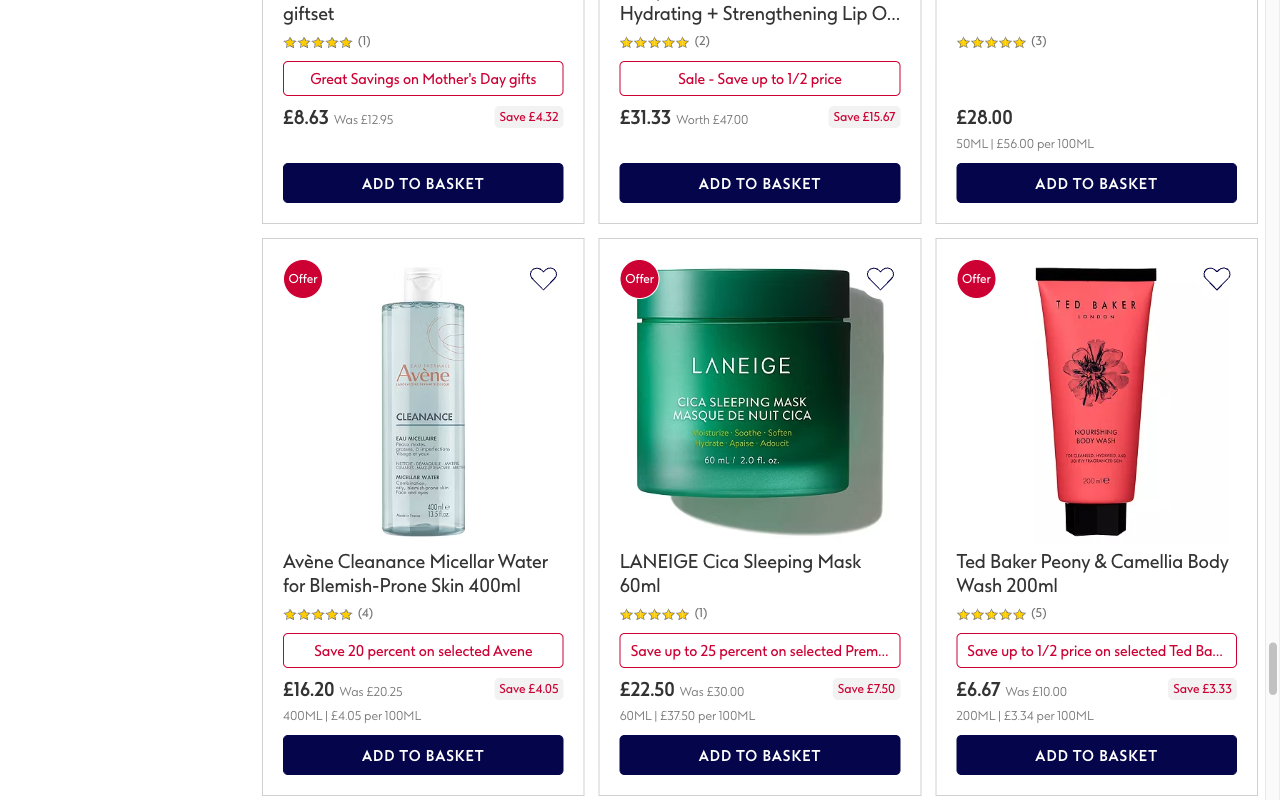 giftset
(1)
Great Savings on Mother's Day gifts
£8.63 Was £12.95 Save £4.32
ADD TO BASKET
Hydrating + Strengthening Lip O...
(2)
Sale - Save up to 1/2 price
£31.33 Worth £47.00 Save £15.67
ADD TO BASKET
(3)
£28.00
50ML | £56.00 per 100ML
ADD TO BASKET
Offer
Avène
CLEANANCE
EAU MICELLAIRE
MICELLAR WATER
400 ml e
13.5 fl.oz.
Avène Cleanance Micellar Water
for Blemish-Prone Skin 400ml
(4)
Save 20 percent on selected Avene
£16.20 Was £20.25 Save £4.05
400ML | £4.05 per 100ML
ADD TO BASKET
Offer
LANEIGE
CICA SLEEPING MASK
MASQUE DE NUIT CICA
Moisturize · Soothe · Soften
Hydrate · Apaise · Adoucit
60 mL / 2.0 fl. oz.
LANEIGE Cica Sleeping Mask
60ml
(1)
Save up to 25 percent on selected Prem...
£22.50 Was £30.00 Save £7.50
60ML | £37.50 per 100ML
ADD TO BASKET
Offer
TED BAKER
LONDON
NOURISHING
BODY WASH
200 ml e
Ted Baker Peony & Camellia Body
Wash 200ml
(5)
Save up to 1/2 price on selected Ted Ba...
£6.67 Was £10.00 Save £3.33
200ML | £3.34 per 100ML
ADD TO BASKET